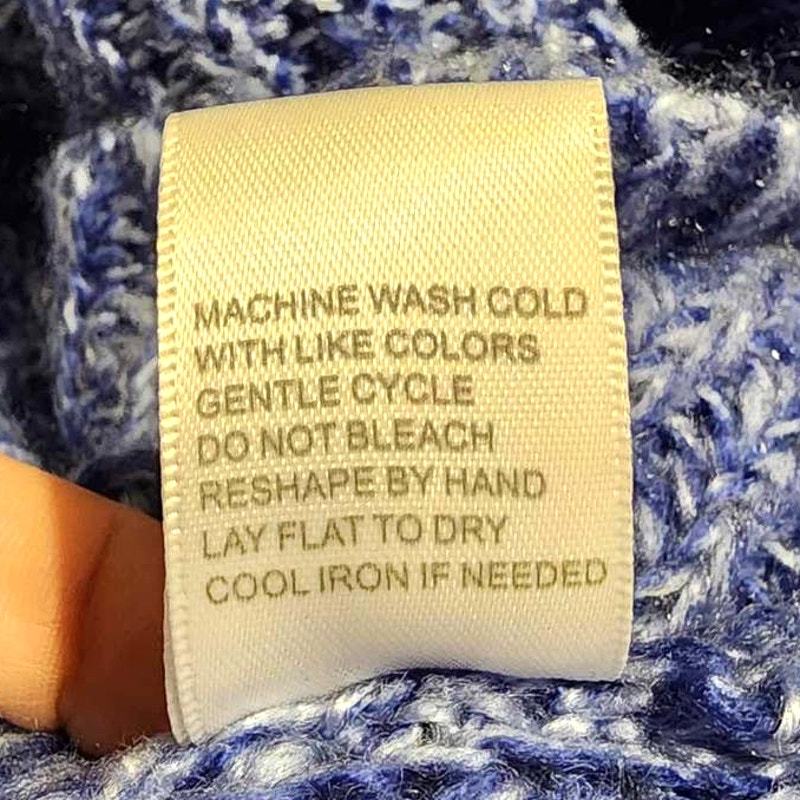 MACHINE WASH COLD
WITH LIKE COLORS
GENTLE CYCLE
DO NOT BLEACH
RESHAPE BY HAND
LAY FLAT TO DRY
COOL IRON IF NEEDED